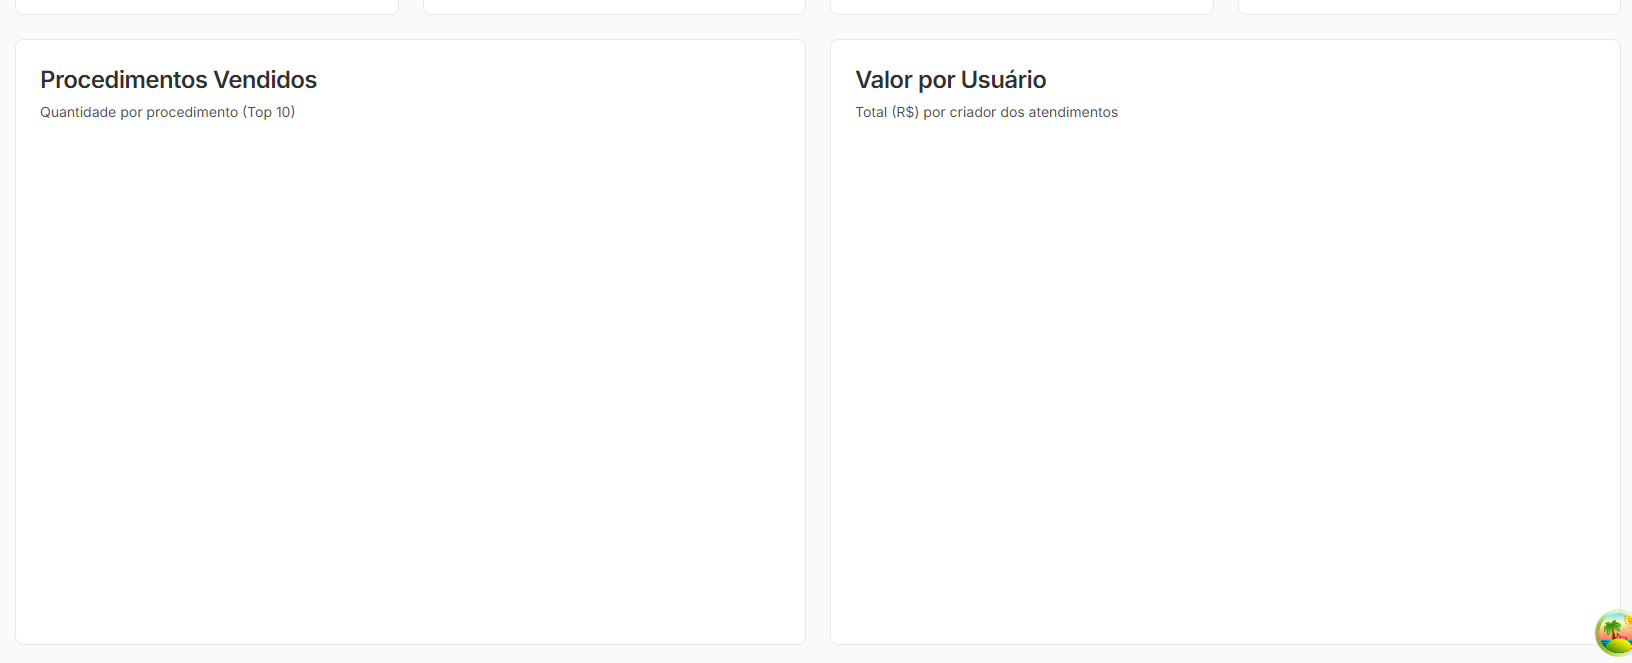 Procedimentos Vendidos
Quantidade por procedimento (Top 10)
Valor por Usuário
Total (R$) por criador dos atendimentos